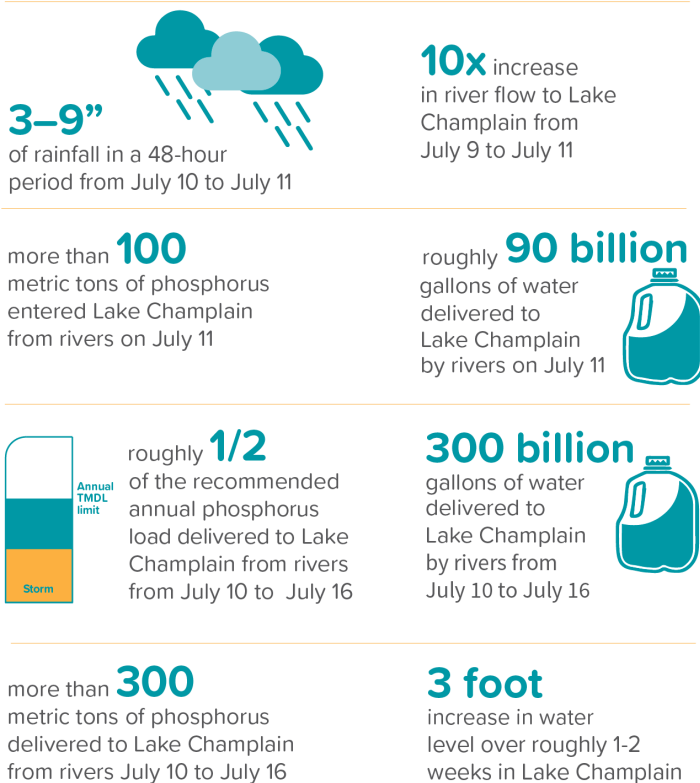 3–9”
of rainfall in a 48-hour
period from July 10 to July 11
10x increase
in river flow to Lake
Champlain from
July 9 to July 11
more than 100
metric tons of phosphorus
entered Lake Champlain
from rivers on July 11
roughly 90 billion
gallons of water
delivered to
Lake Champlain
by rivers on July 11
Annual
TMDL
limit
Storm
roughly 1/2
of the recommended
annual phosphorus
load delivered to Lake
Champlain from rivers
from July 10 to July 16
300 billion
gallons of water
delivered to
Lake Champlain
by rivers from
July 10 to July 16
more than 300
metric tons of phosphorus
delivered to Lake Champlain
from rivers July 10 to July 16
3 foot
increase in water
level over roughly 1-2
weeks in Lake Champlain